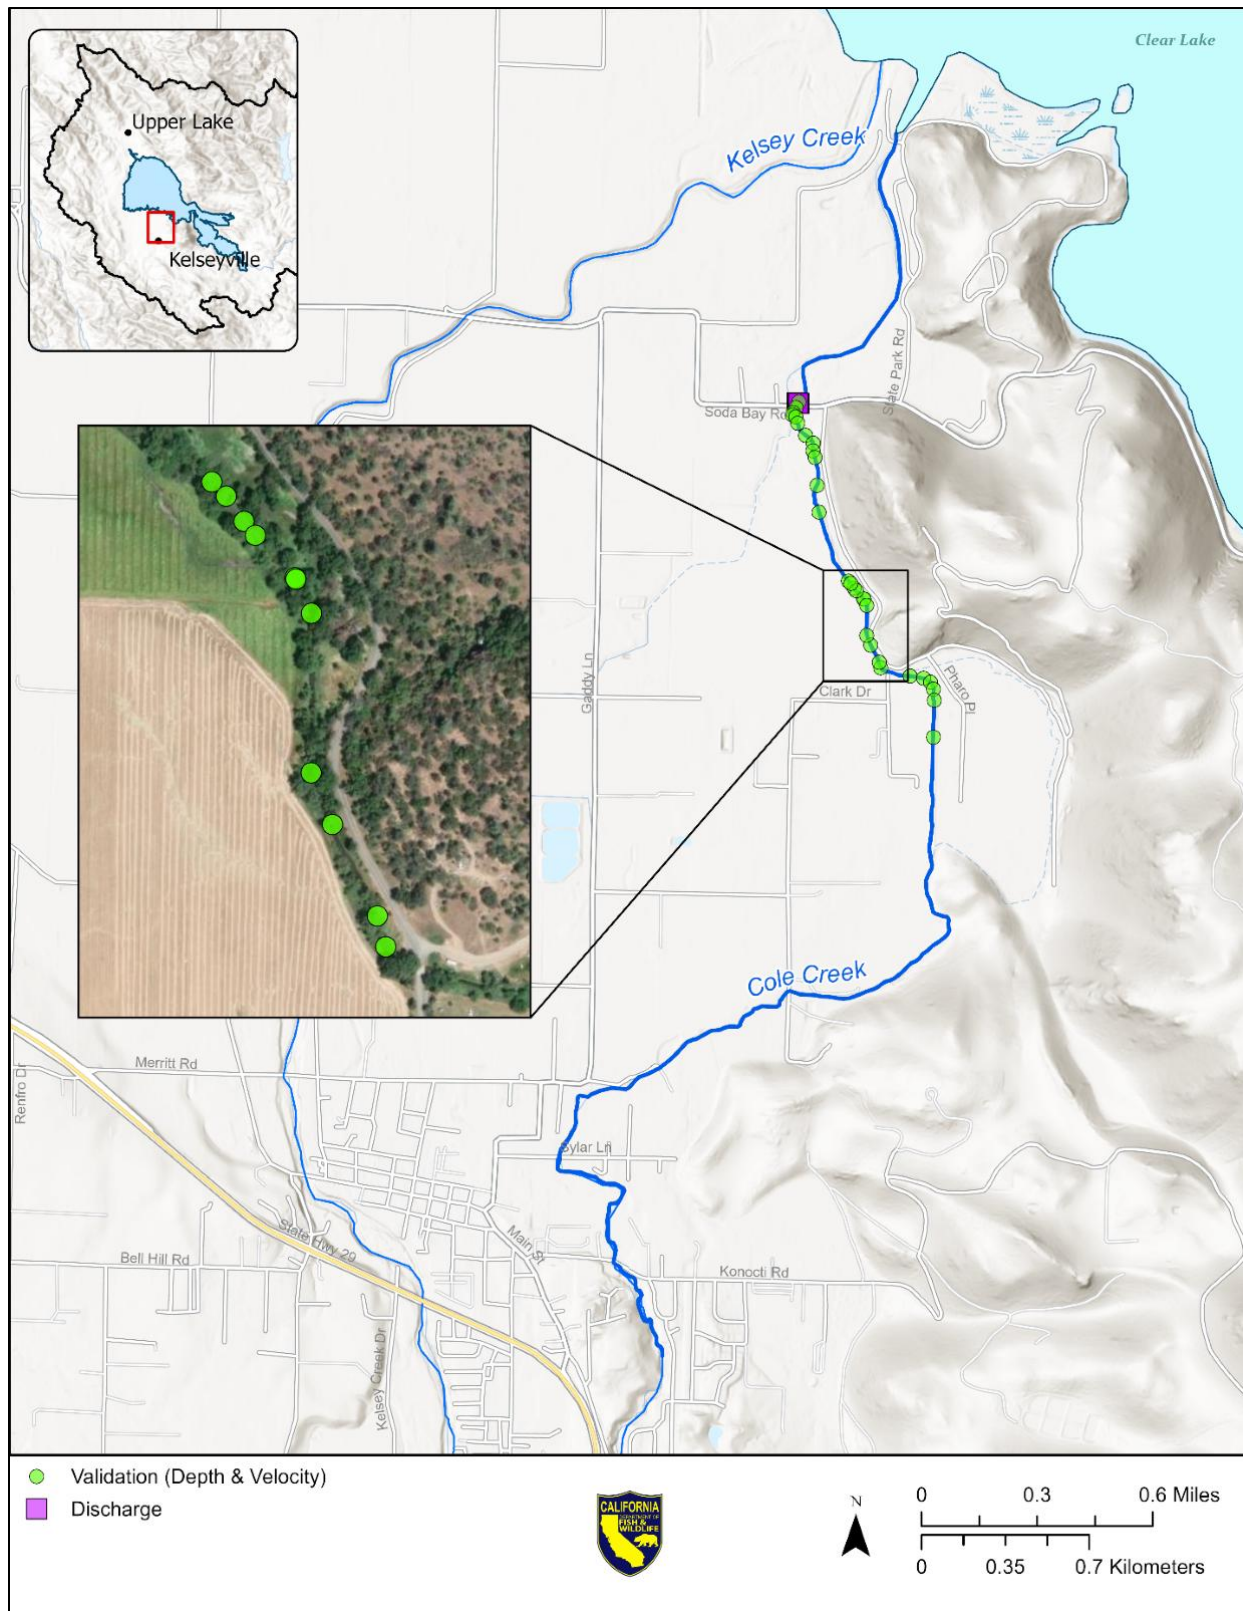 Clear Lake
Upper Lake
Kelseyville
Kelsey Creek
State Park Rd
Soda Bay Rd
Gaddy Ln
Clark Dr
Pharo Pl
Cole Creek
Merritt Rd
Renfro Dr
Sylar Ln
State Hwy 29
Main St
Bell Hill Rd
Konocti Rd
Kelsey Creek Dr
Validation (Depth & Velocity)
Discharge
CALIFORNIA
DEPARTMENT OF
FISH &
WILDLIFE
N
0 0.3 0.6 Miles
0 0.35 0.7 Kilometers